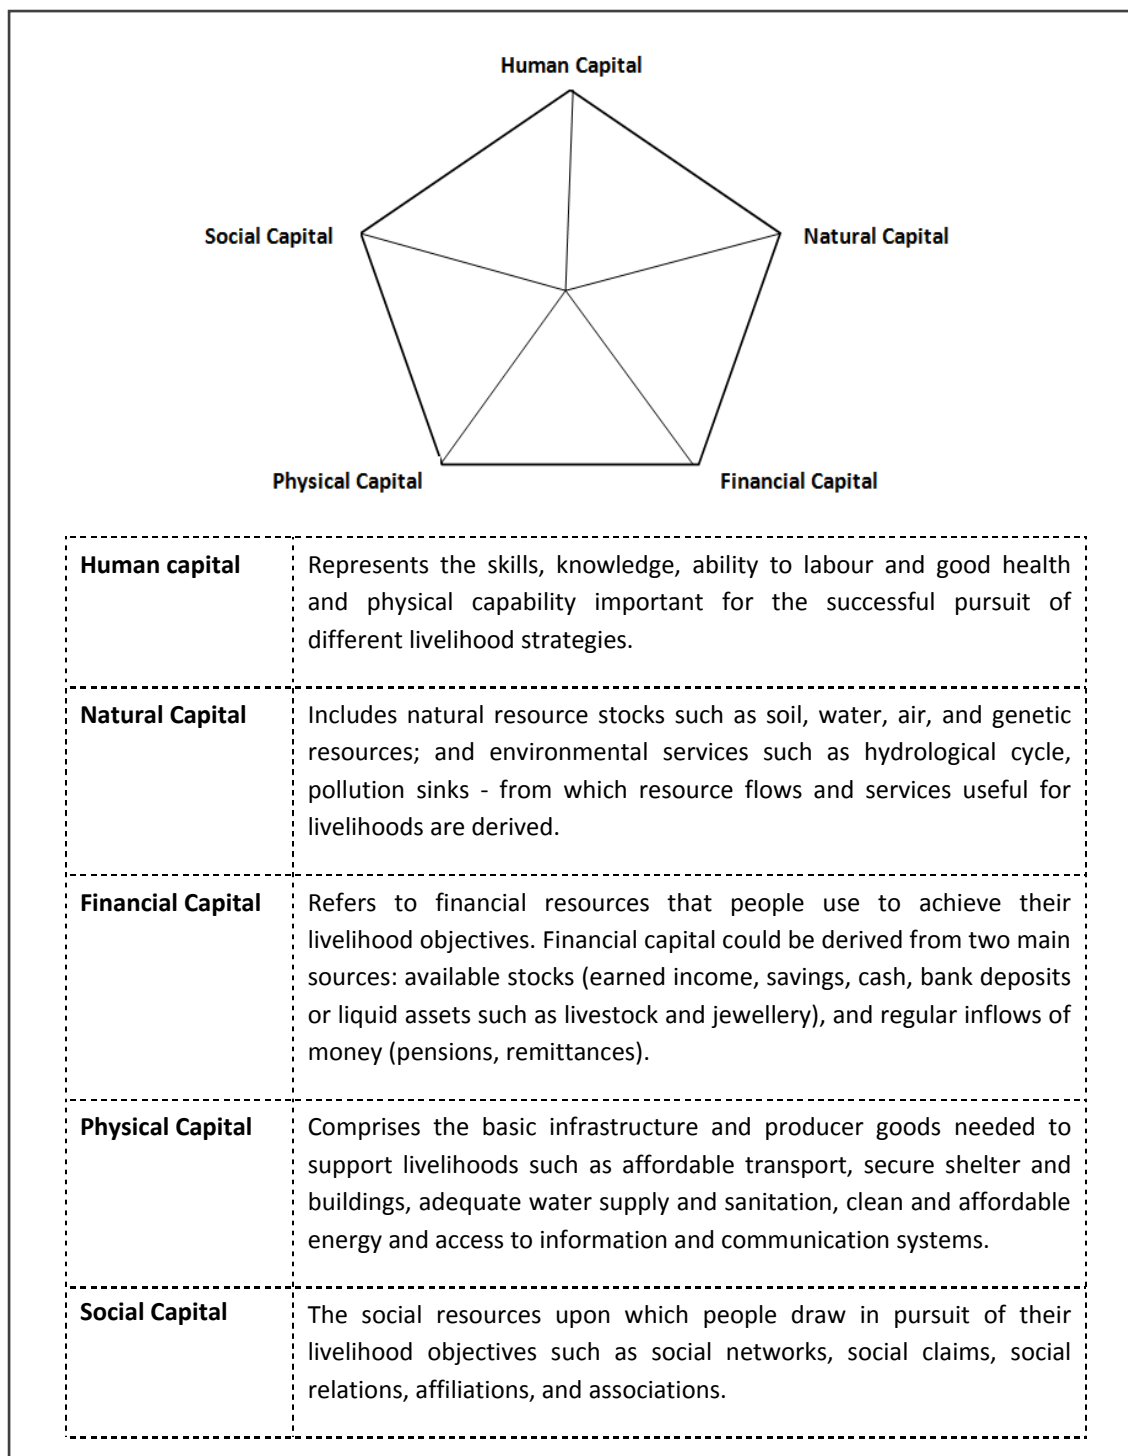 Human Capital
Social Capital
Natural Capital
Physical Capital
Financial Capital
Human capital
Represents the skills, knowledge, ability to labour and good health
and physical capability important for the successful pursuit of
different livelihood strategies.
Natural Capital
Includes natural resource stocks such as soil, water, air, and genetic
resources; and environmental services such as hydrological cycle,
pollution sinks - from which resource flows and services useful for
livelihoods are derived.
Financial Capital
Refers to financial resources that people use to achieve their
livelihood objectives. Financial capital could be derived from two main
sources: available stocks (earned income, savings, cash, bank deposits
or liquid assets such as livestock and jewellery), and regular inflows of
money (pensions, remittances).
Physical Capital
Comprises the basic infrastructure and producer goods needed to
support livelihoods such as affordable transport, secure shelter and
buildings, adequate water supply and sanitation, clean and affordable
energy and access to information and communication systems.
Social Capital
The social resources upon which people draw in pursuit of their
livelihood objectives such as social networks, social claims, social
relations, affiliations, and associations.